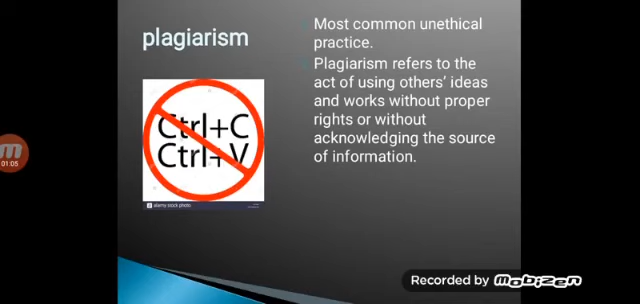 plagiarism
Most common unethical
practice.
Plagiarism refers to the
act of using others' ideas
and works without proper
rights or without
acknowledging the source
of information.
Ctrl+C
Ctrl+V
alamy stock photo
01:05
Recorded by MOBIZEN